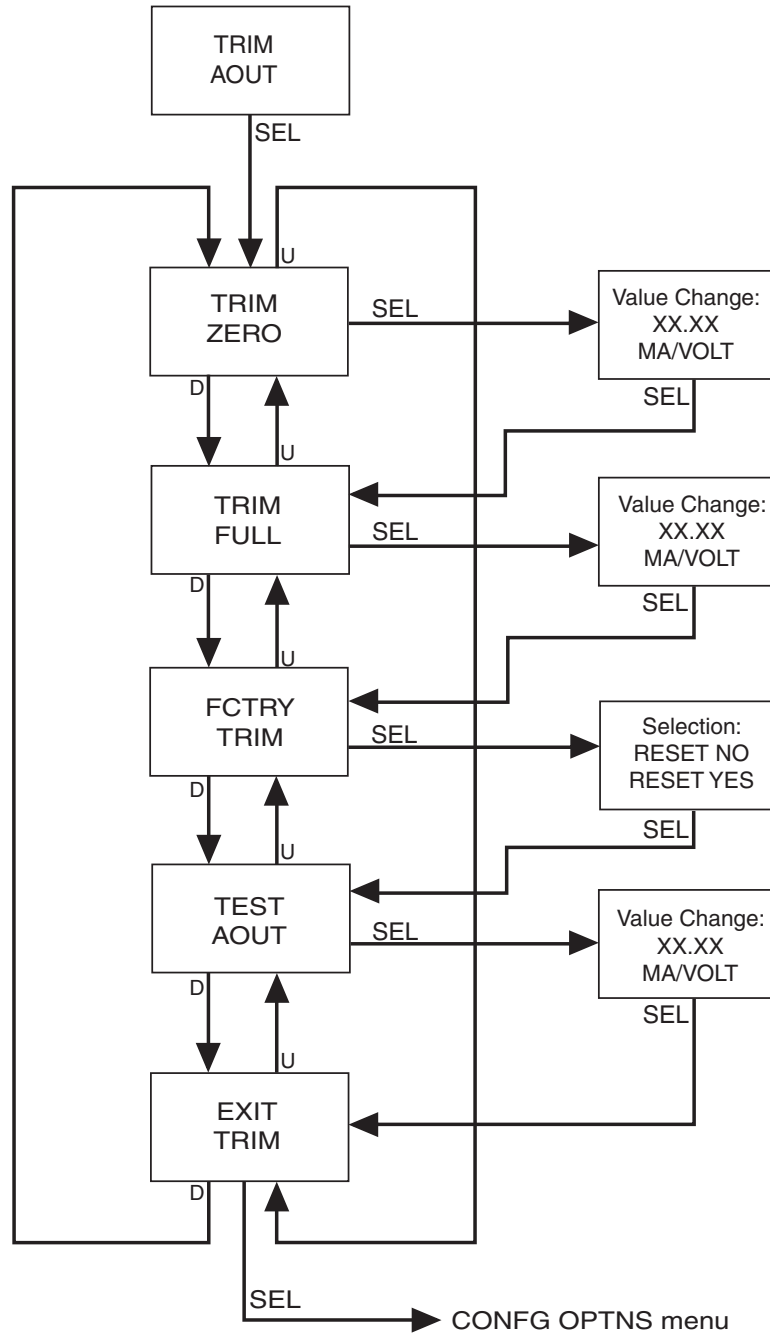 TRIM
AOUT
SEL
U
TRIM
ZERO
SEL
Value Change:
XX.XX
MA/VOLT
SEL
D
U
TRIM
FULL
SEL
Value Change:
XX.XX
MA/VOLT
SEL
D
U
FCTRY
TRIM
SEL
Selection:
RESET NO
RESET YES
SEL
D
U
TEST
AOUT
SEL
Value Change:
XX.XX
MA/VOLT
SEL
D
U
EXIT
TRIM
D
SEL
CONFG OPTNS menu